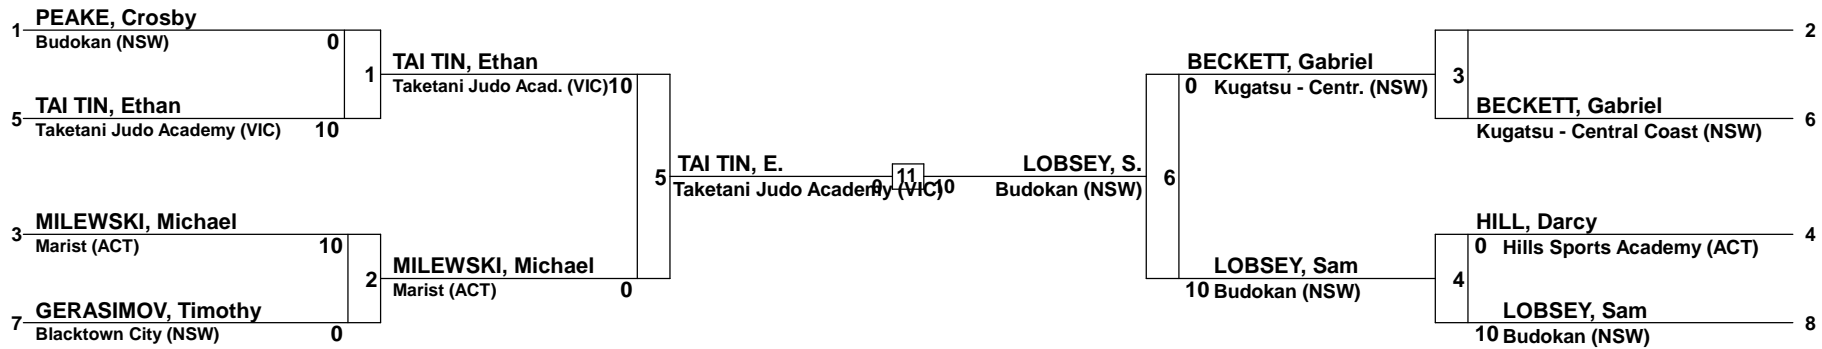 1 PEAKE, Crosby
Budokan (NSW) 0
1
5 TAI TIN, Ethan
Taketani Judo Academy (VIC) 10
TAI TIN, Ethan
Taketani Judo Acad. (VIC) 10
3 MILEWSKI, Michael
Marist (ACT) 10
2
7 GERASIMOV, Timothy
Blacktown City (NSW) 0
MILEWSKI, Michael
Marist (ACT) 0
5
TAI TIN, E.
Taketani Judo Academy (VIC) 0
11
10
LOBSEY, S.
Budokan (NSW)
6
BECKETT, Gabriel
0 Kugatsu - Centr. (NSW)
3
2
BECKETT, Gabriel 6
Kugatsu - Central Coast (NSW)
LOBSEY, Sam
10 Budokan (NSW)
4
HILL, Darcy 4
0 Hills Sports Academy (ACT)
LOBSEY, Sam 8
10 Budokan (NSW)